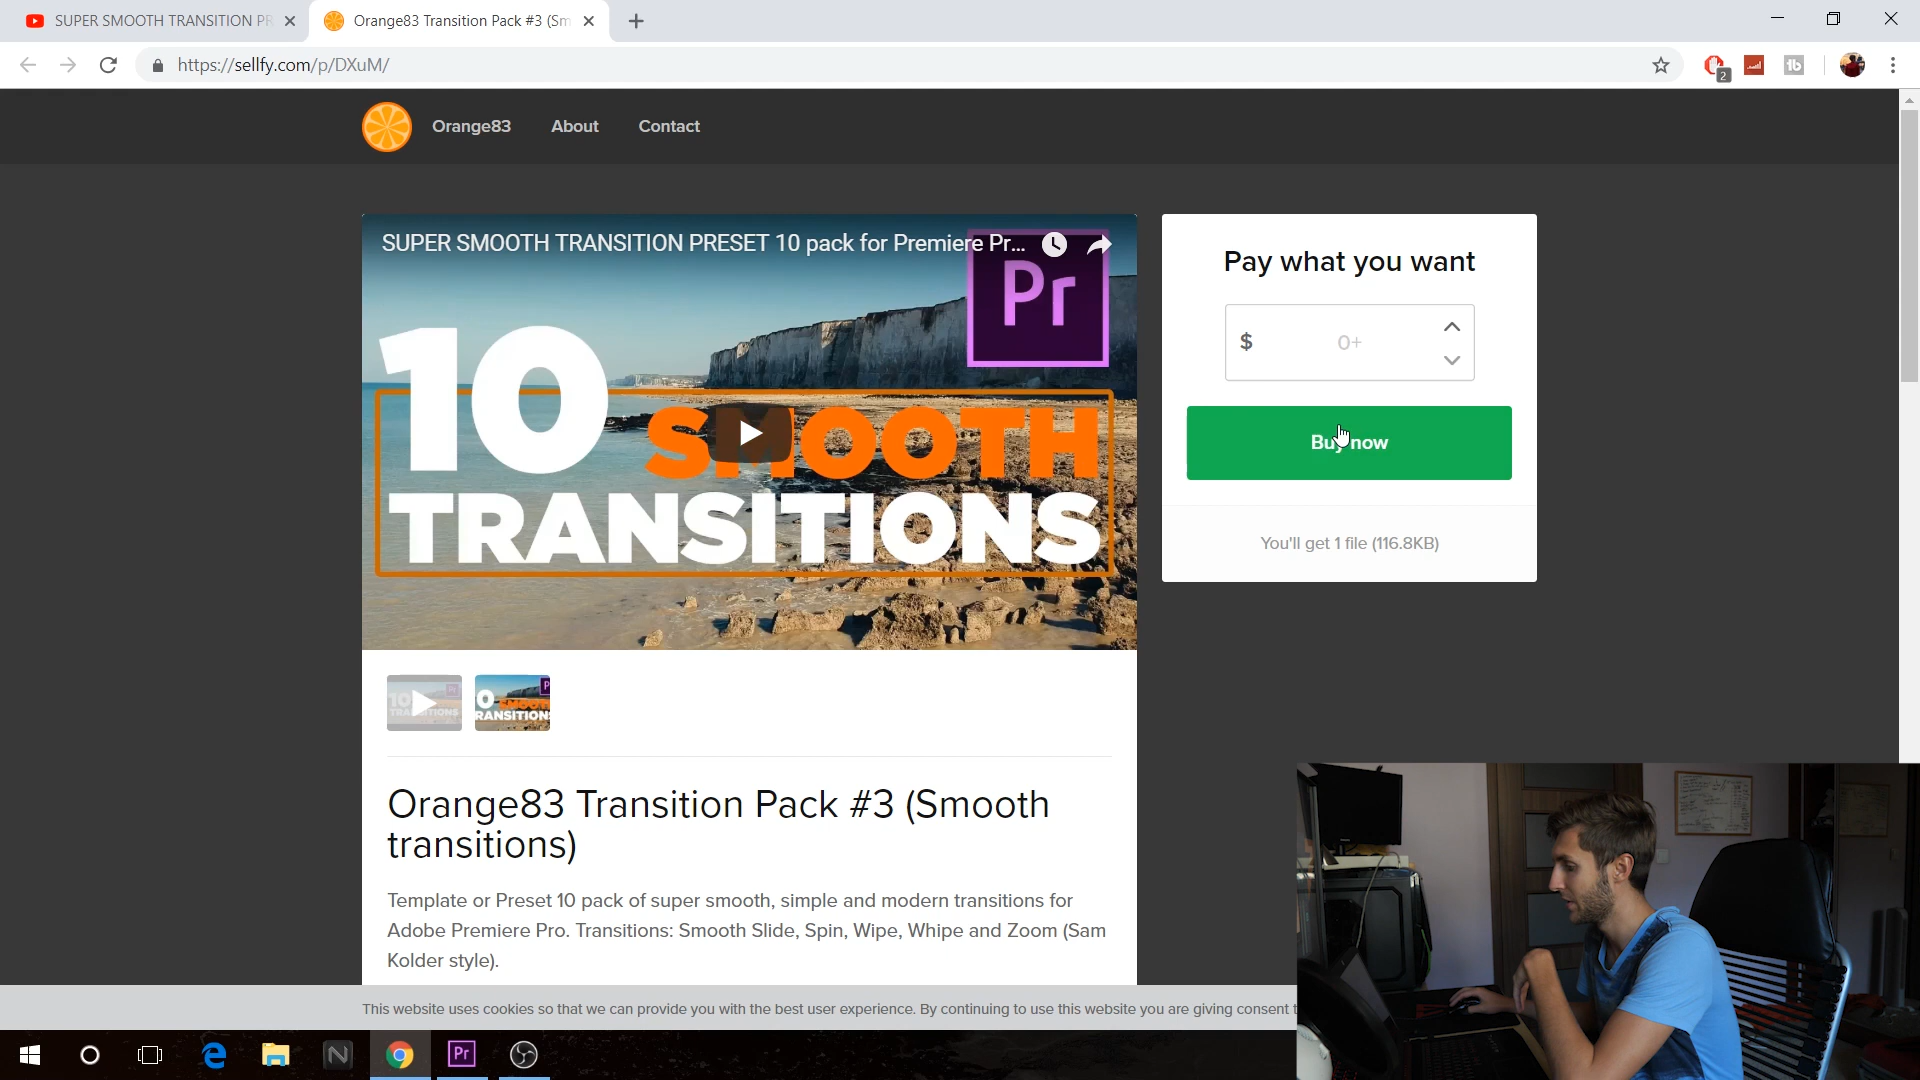 SUPER SMOOTH TRANSITION PR
Orange83 Transition Pack #3 (Sm
https://sellfy.com/p/DXuM/
2
Orange83
About
Contact
SUPER SMOOTH TRANSITION PRESET 10 pack for Premiere Pr...
Pr
10 SMOOTH
TRANSITIONS
Pay what you want
$ 0+
Buy now
You'll get 1 file (116.8KB)
Orange83 Transition Pack #3 (Smooth
transitions)
Template or Preset 10 pack of super smooth, simple and modern transitions for
Adobe Premiere Pro. Transitions: Smooth Slide, Spin, Wipe, Whipe and Zoom (Sam
Kolder style).
This website uses cookies so that we can provide you with the best user experience. By continuing to use this website you are giving consent t
Pr